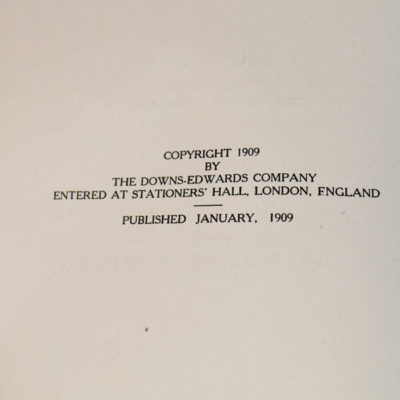 COPYRIGHT 1909
BY
THE DOWNS-EDWARDS COMPANY
ENTERED AT STATIONERS' HALL, LONDON, FNGLAND
PUBLISHED JANUARY, 1909